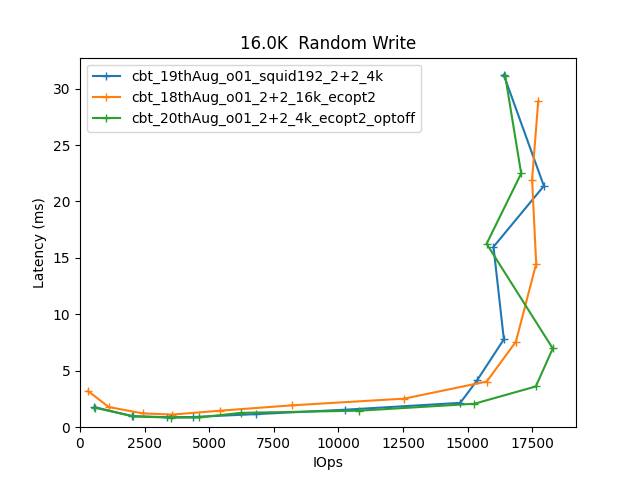 16.0K  Random Write
cbt_19thAug_o01_squid192_2+2_4k
cbt_18thAug_o01_2+2_16k_ecopt2
cbt_20thAug_o01_2+2_4k_ecopt2_optoff
Latency (ms)
30
25
20
15
10
5
0
0 2500 5000 7500 10000 12500 15000 17500
IOps